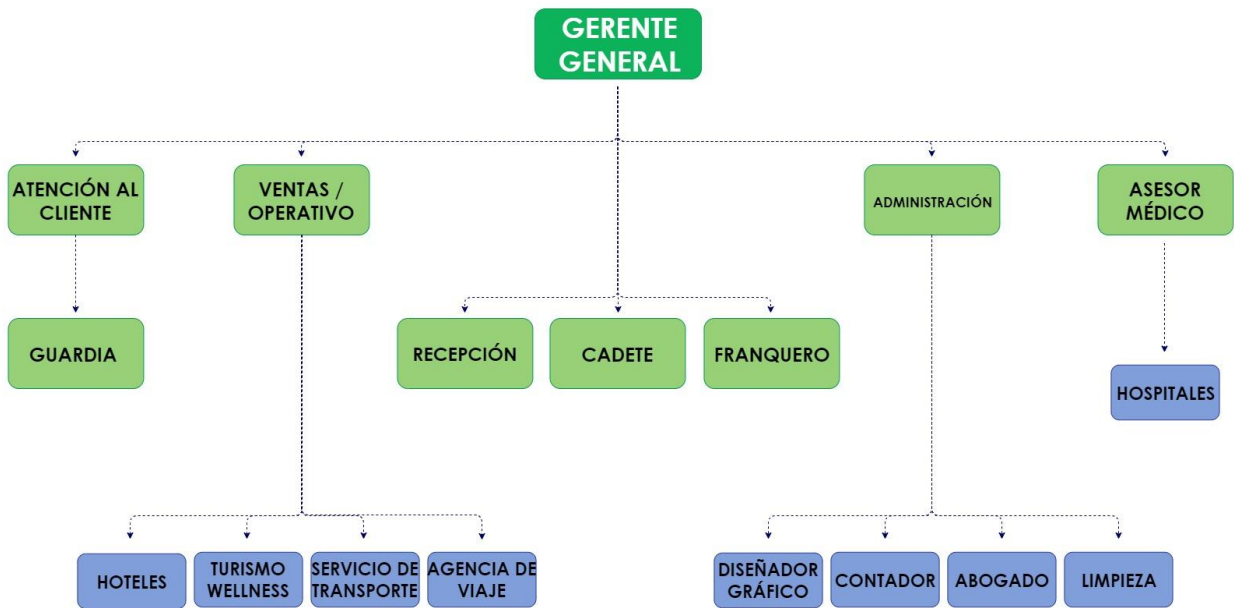 GERENTE
GENERAL
ATENCIÓN AL
CLIENTE
VENTAS /
OPERATIVO
ADMINISTRACIÓN
ASESOR
MÉDICO
GUARDIA
RECEPCIÓN
CADETE
FRANQUERO
HOSPITALES
HOTELES
TURISMO
WELLNESS
SERVICIO DE
TRANSPORTE
AGENCIA DE
VIAJE
DISEÑADOR
GRÁFICO
CONTADOR
ABOGADO
LIMPIEZA